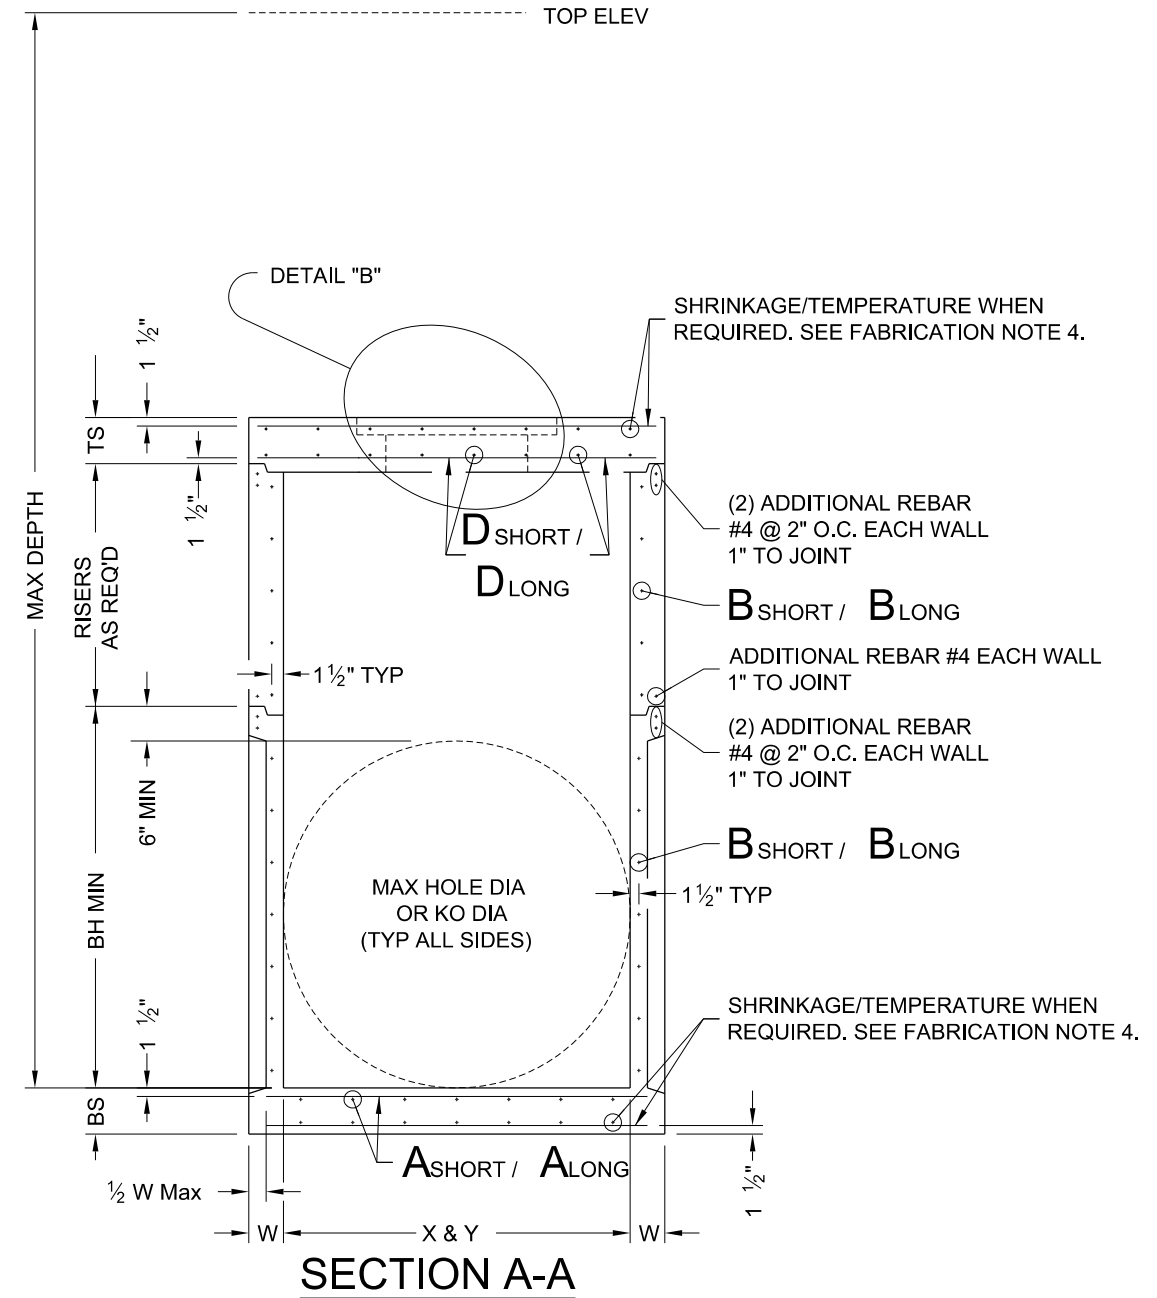 TOP ELEV
DETAIL "B"
SHRINKAGE/TEMPERATURE WHEN
REQUIRED. SEE FABRICATION NOTE 4.
1 ½"
TS
1 ½"
MAX DEPTH
RISERS
AS REQ'D
D SHORT /
D LONG
(2) ADDITIONAL REBAR
#4 @ 2" O.C. EACH WALL
1" TO JOINT
B SHORT / B LONG
1 ½" TYP
ADDITIONAL REBAR #4 EACH WALL
1" TO JOINT
(2) ADDITIONAL REBAR
#4 @ 2" O.C. EACH WALL
1" TO JOINT
6" MIN
BH MIN
B SHORT / B LONG
MAX HOLE DIA
OR KO DIA
(TYP ALL SIDES)
1 ½" TYP
1 ½"
SHRINKAGE/TEMPERATURE WHEN
REQUIRED. SEE FABRICATION NOTE 4.
BS
A SHORT / A LONG
1 ½"
½ W Max
W
X & Y
W
SECTION A-A